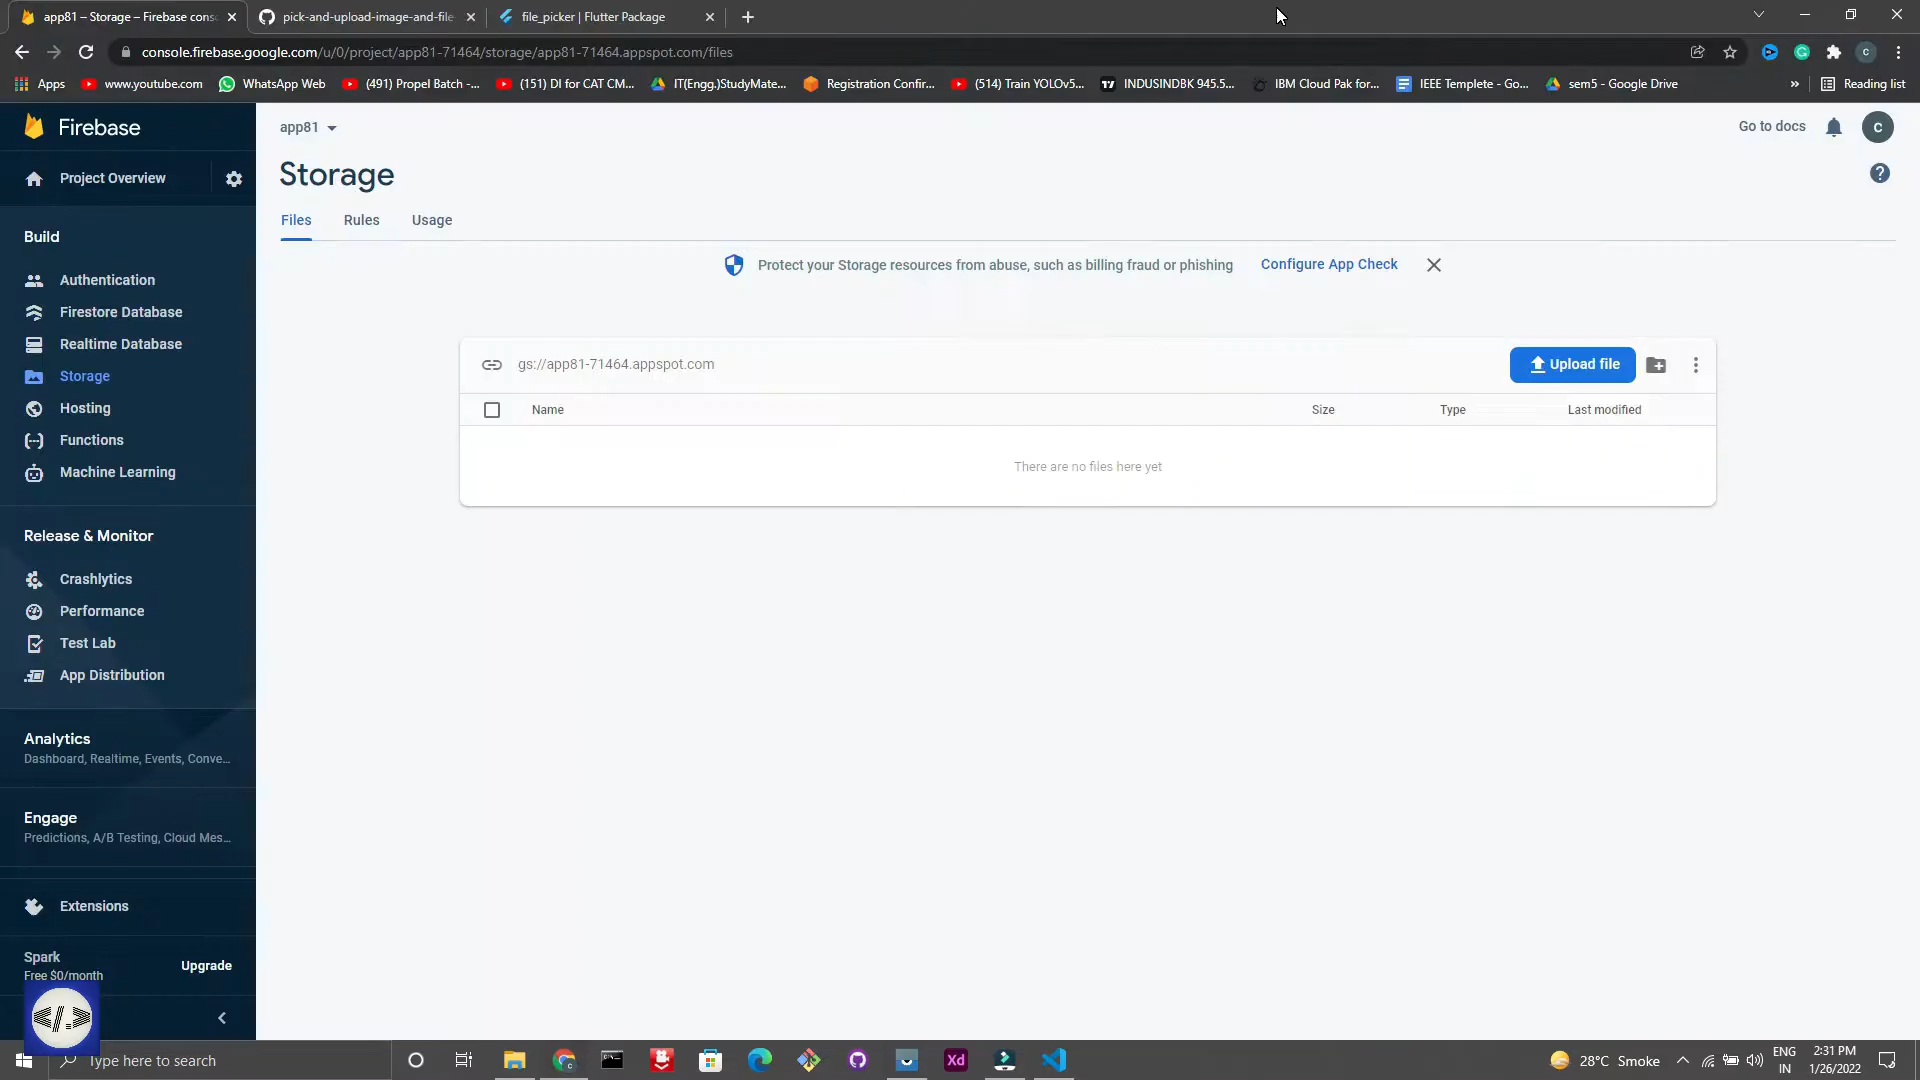 app81 – Storage – Firebase cons
pick-and-upload-image-and-file
file_picker | Flutter Package
console.firebase.google.com/u/0/project/app81-71464/storage/app81-71464.appspot.com/files
Apps
www.youtube.com
WhatsApp Web
(491) Propel Batch -...
(151) DI for CAT CM...
IT(Engg.)StudyMate...
Registration Confir...
(514) Train YOLOv5...
INDUSINDBK 945.5...
IBM Cloud Pak for...
IEEE Templete - Go...
sem5 - Google Drive
»
Reading list
Firebase
app81
Go to docs
C
Project Overview
Storage
Files
Rules
Usage
Build
Protect your Storage resources from abuse, such as billing fraud or phishing
Configure App Check
Authentication
Firestore Database
Realtime Database
Storage
Hosting
Functions
Machine Learning
gs://app81-71464.appspot.com
Upload file
Name
Size
Type
Last modified
There are no files here yet
Release & Monitor
Crashlytics
Performance
Test Lab
App Distribution
Analytics
Dashboard, Realtime, Events, Conve...
Engage
Predictions, A/B Testing, Cloud Mes...
Extensions
Spark
Free $0/month
Upgrade
</.>
Type here to search
Xd
28°C Smoke
ENG
IN
2:31 PM
1/26/2022